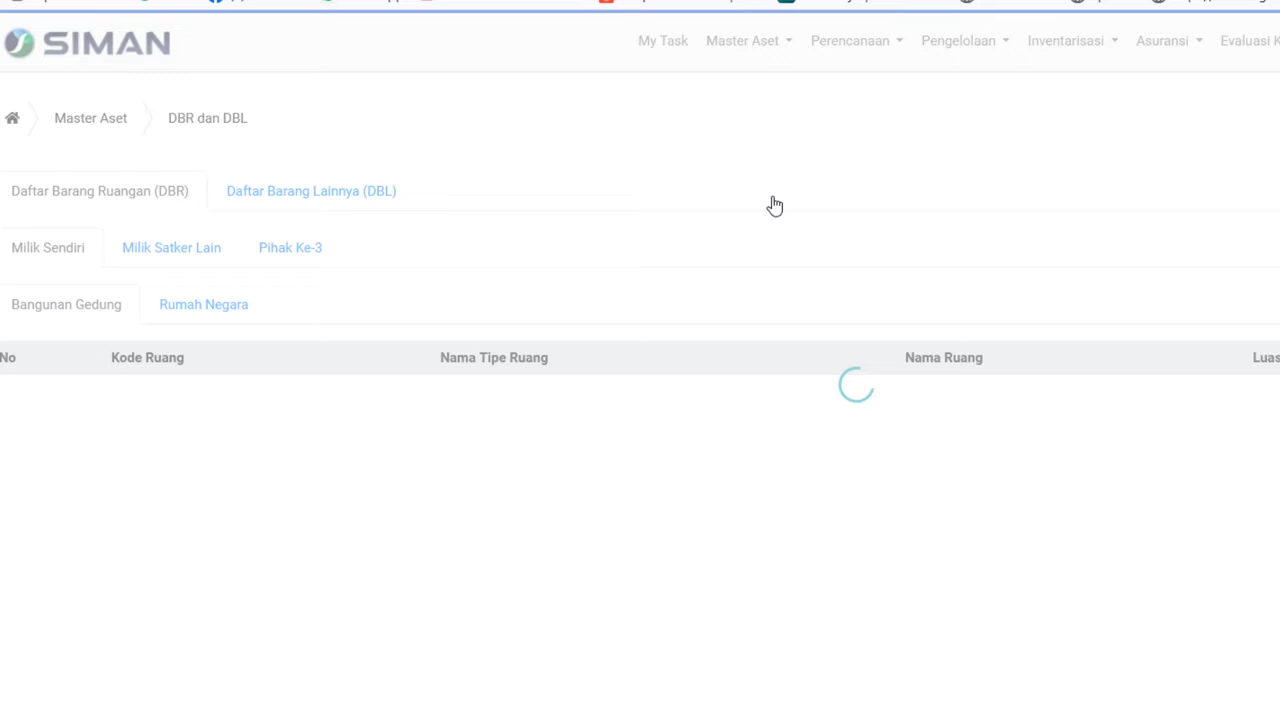 SIMAN
My Task Master Aset Perencanaan Pengelolaan Inventarisasi Asuransi Evaluasi
Master Aset DBR dan DBL
Daftar Barang Ruangan (DBR) Daftar Barang Lainnya (DBL)
Milik Sendiri Milik Satker Lain Pihak Ke-3
Bangunan Gedung Rumah Negara
No Kode Ruang Nama Tipe Ruang Nama Ruang Luas